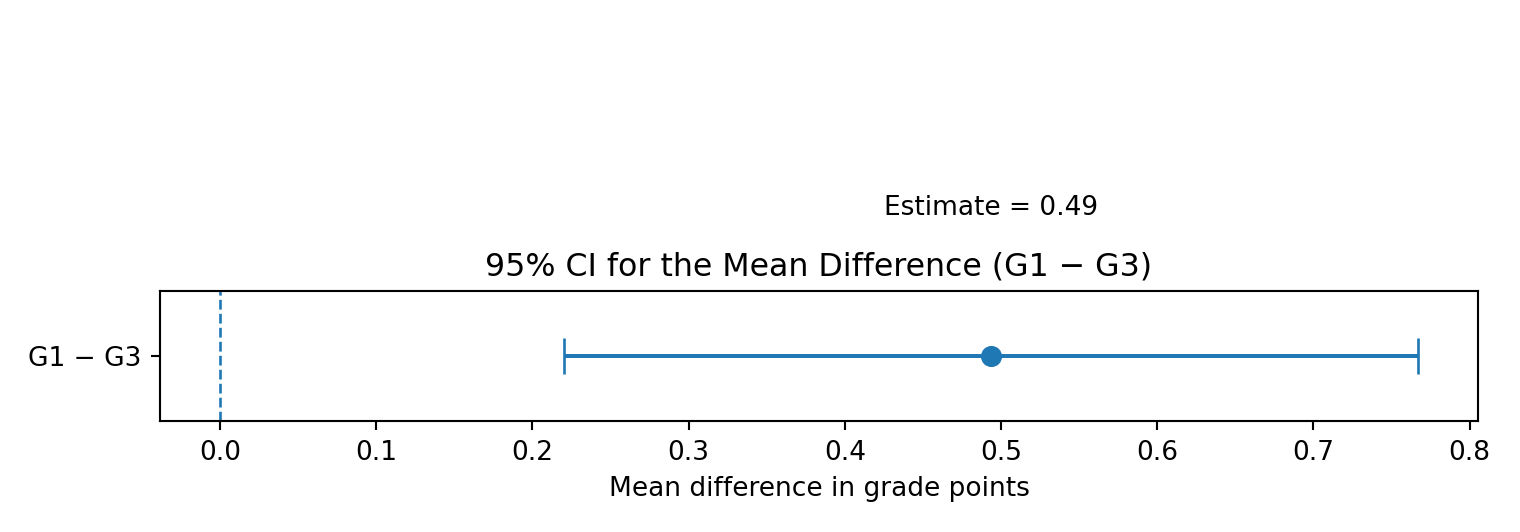 Estimate = 0.49
95% CI for the Mean Difference (G1 − G3)
G1 − G3
0.0 0.1 0.2 0.3 0.4 0.5 0.6 0.7 0.8
Mean difference in grade points